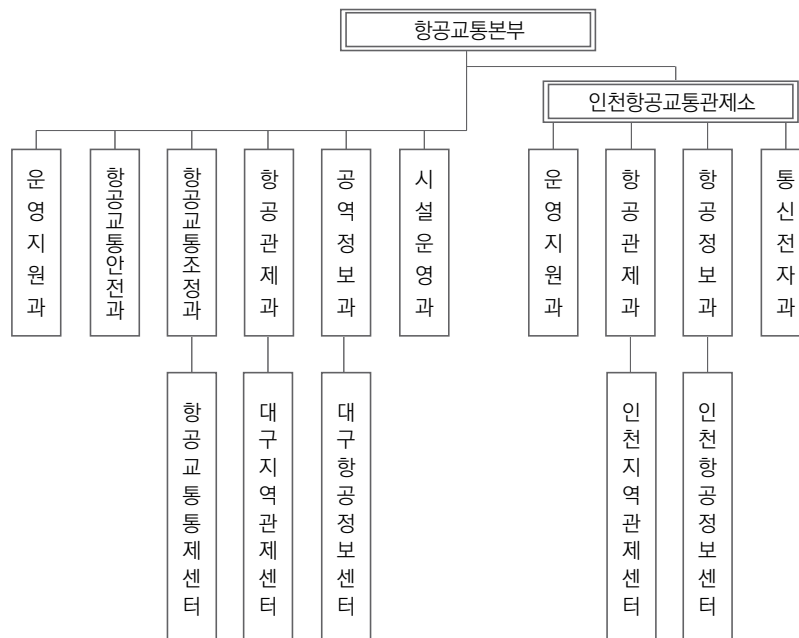 항공교통본부
인천항공교통관제소
운영지원과
항공교통안전과
항공교통조정과
항공관제과
공역정보과
시설운영과
운영지원과
항공관제과
항공정보과
통신전자과
항공교통통제센터
대구지역관제센터
대구항공정보센터
인천지역관제센터
인천항공정보센터